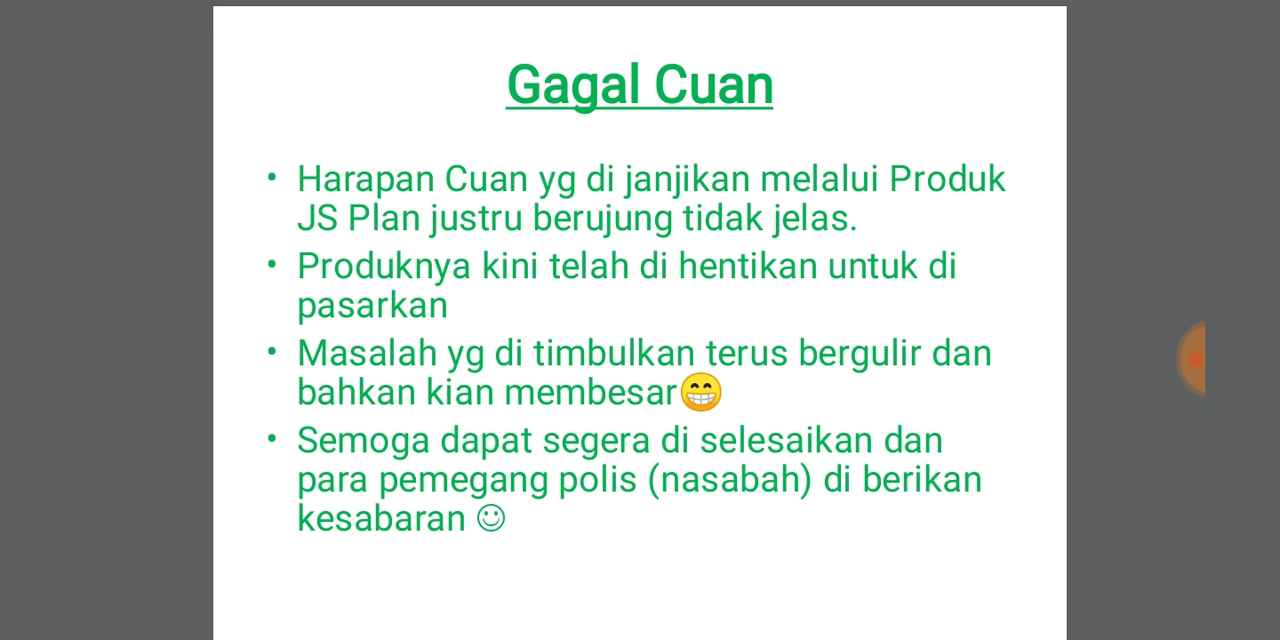 Gagal Cuan
• Harapan Cuan yg di janjikan melalui Produk
JS Plan justru berujung tidak jelas.
• Produknya kini telah di hentikan untuk di
pasarkan
• Masalah yg di timbulkan terus bergulir dan
bahkan kian membesar😁
• Semoga dapat segera di selesaikan dan
para pemegang polis (nasabah) di berikan
kesabaran ☺